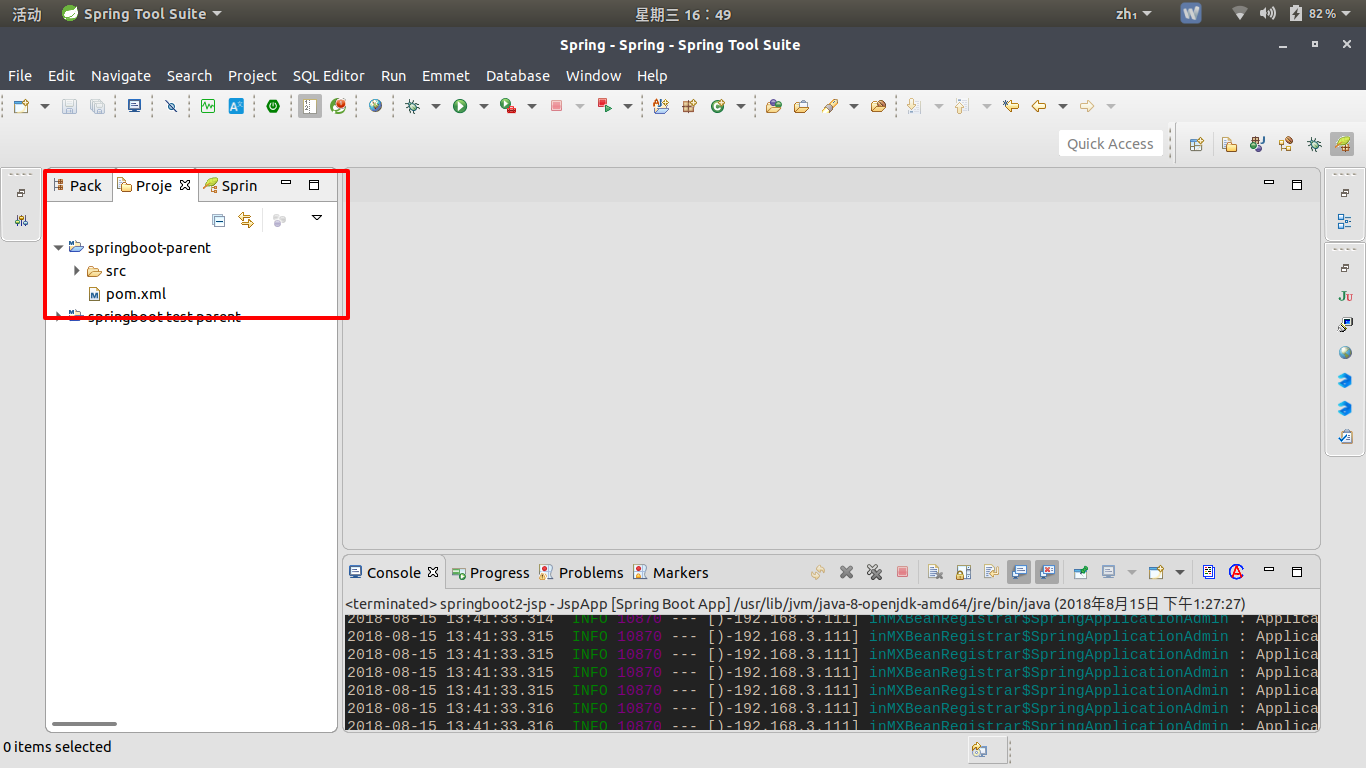 活动 Spring Tool Suite 星期三 16：49 zh₁ W 82%
Spring - Spring - Spring Tool Suite
File Edit Navigate Search Project SQL Editor Run Emmet Database Window Help
Quick Access
Pack Proje Sprin
springboot-parent
src
pom.xml
springboot-test-parent
Console Progress Problems Markers
<terminated> springboot2-jsp - JspApp [Spring Boot App] /usr/lib/jvm/java-8-openjdk-amd64/jre/bin/java (2018年8月15日 下午1:27:27)
2018-08-15 13:41:33.314 INFO 10870 --- [)-192.168.3.111] inMXBeanRegistrar$SpringApplicationAdmin : Applica
2018-08-15 13:41:33.315 INFO 10870 --- [)-192.168.3.111] inMXBeanRegistrar$SpringApplicationAdmin : Applica
2018-08-15 13:41:33.315 INFO 10870 --- [)-192.168.3.111] inMXBeanRegistrar$SpringApplicationAdmin : Applica
2018-08-15 13:41:33.315 INFO 10870 --- [)-192.168.3.111] inMXBeanRegistrar$SpringApplicationAdmin : Applica
2018-08-15 13:41:33.315 INFO 10870 --- [)-192.168.3.111] inMXBeanRegistrar$SpringApplicationAdmin : Applica
2018-08-15 13:41:33.316 INFO 10870 --- [)-192.168.3.111] inMXBeanRegistrar$SpringApplicationAdmin : Applica
2018-08-15 13:41:33.316 INFO 10870 --- [)-192.168.3.111] inMXBeanRegistrar$SpringApplicationAdmin : Applica
0 items selected